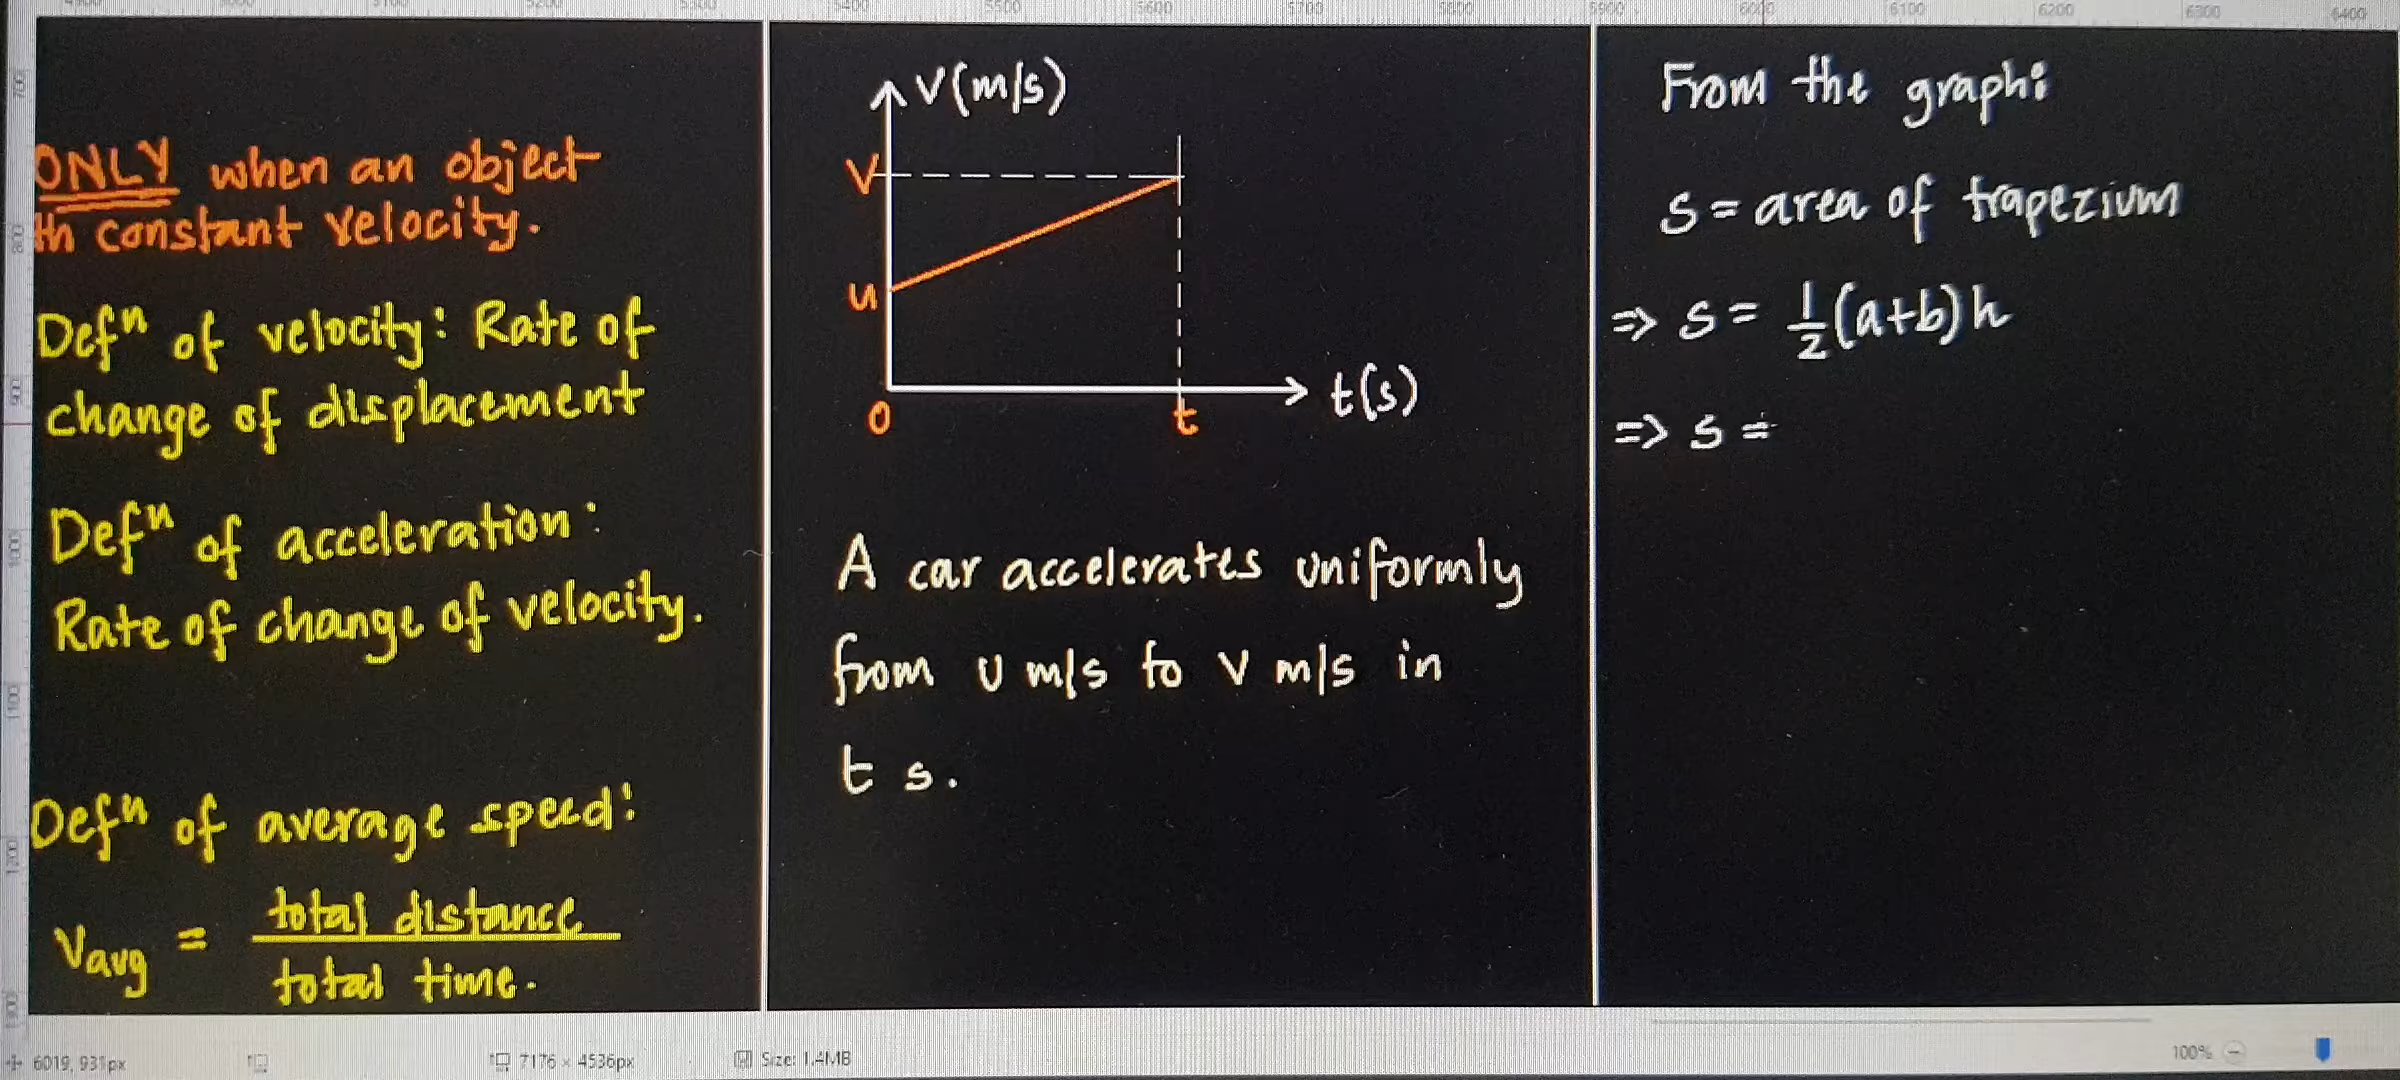 ONLY when an object
th constant velocity.
Defⁿ of velocity: Rate of
change of displacement
Defⁿ of acceleration:
Rate of change of velocity.
Defⁿ of average speed:
Vavg = total distance
total time.
V(m/s)
V
u
0
t
t(s)
A car accelerates uniformly
from u m/s to v m/s in
t s.
From the graph:
s = area of trapezium
=> s = 1/2 (a+b)h
=> s =
6019, 931px
7176 × 4536px
Size: 1.4MB
100%